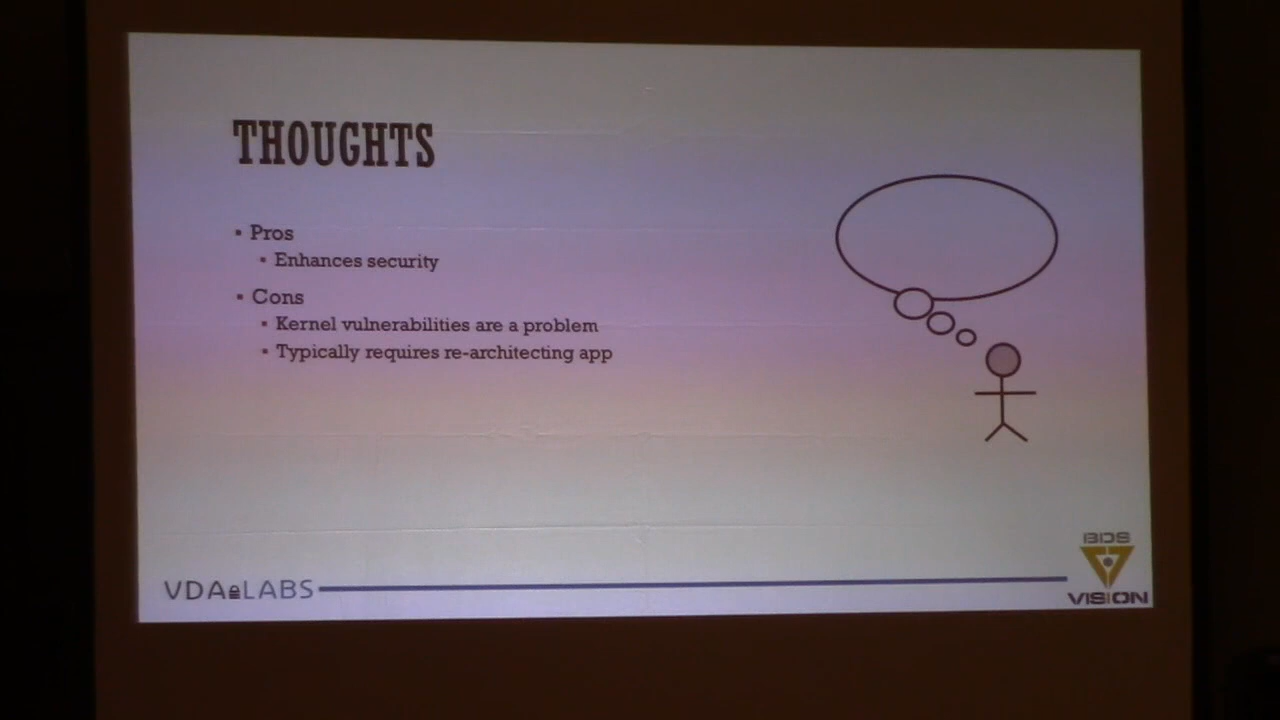 THOUGHTS
▪ Pros
▪ Enhances security
▪ Cons
▪ Kernel vulnerabilities are a problem
▪ Typically requires re-architecting app
VDA LABS
BDS
VISION